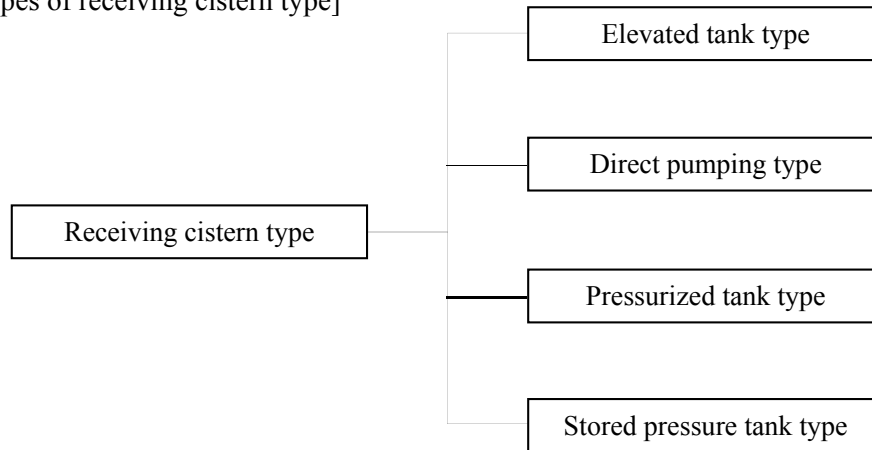 of receiving cistern type]
Elevated tank type
Direct pumping type
Receiving cistern type
Pressurized tank type
Stored pressure tank type